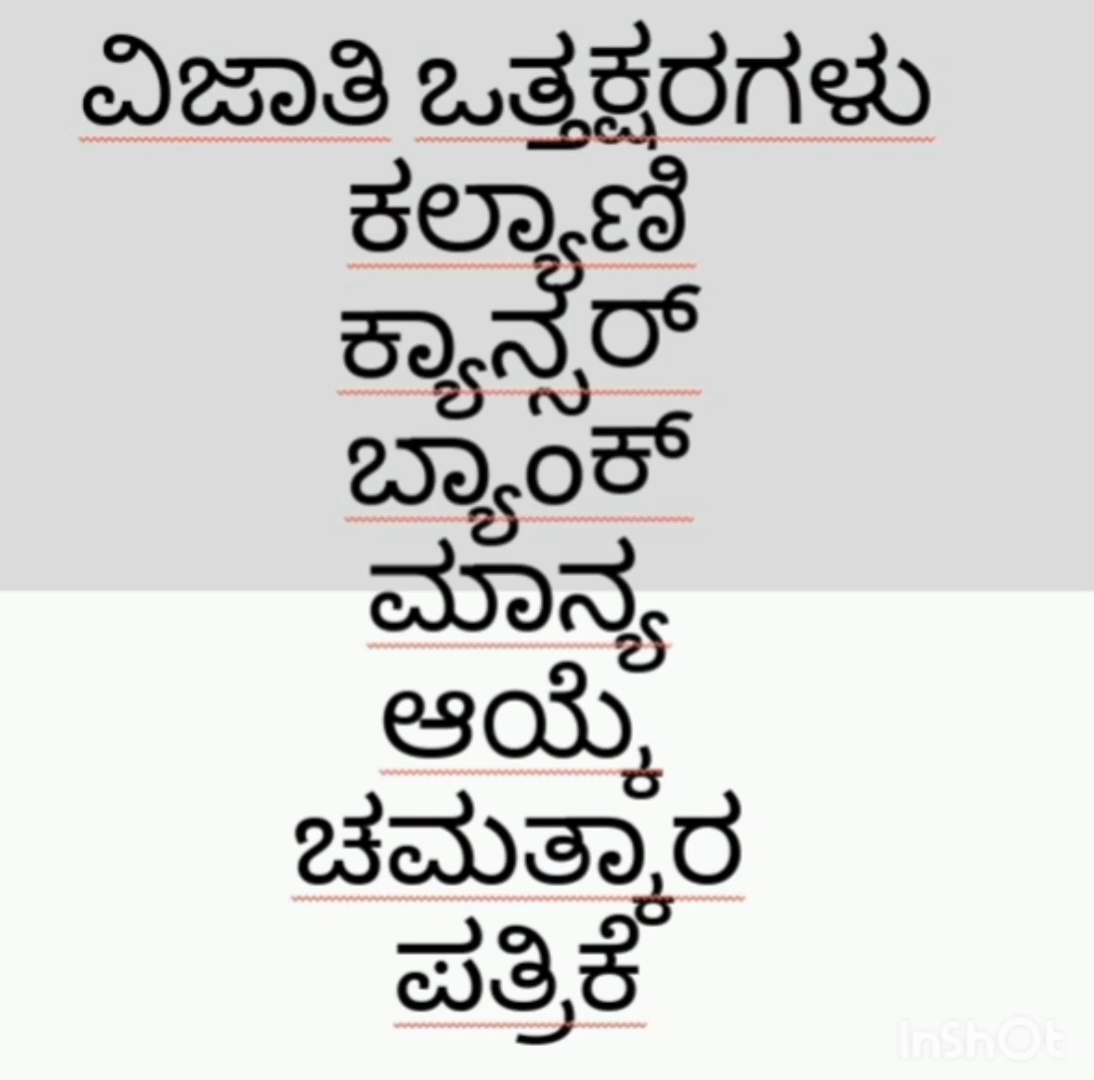 ವಿಜಾತಿ ಒತ್ತಕ್ಷರಗಳು
ಕಲ್ಯಾಣಿ
ಕ್ಯಾನ್ಸರ್
ಬ್ಯಾಂಕ್
ಮಾನ್ಯ
ಆಯ್ಕೆ
ಚಮತ್ಕಾರ
ಪತ್ರಿಕೆ
InShOt